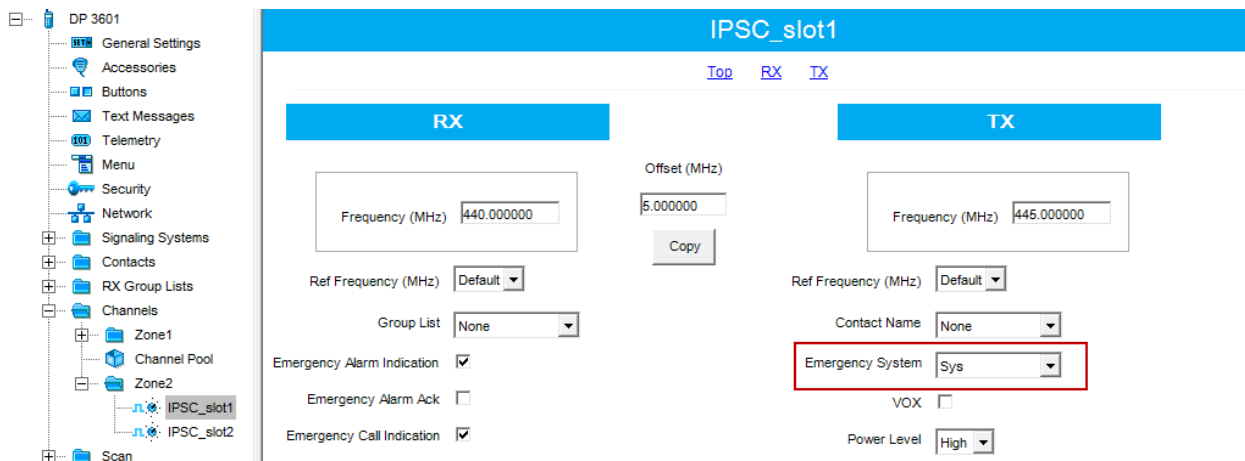 DP 3601
General Settings
Accessories
Buttons
Text Messages
Telemetry
Menu
Security
Network
Signaling Systems
Contacts
RX Group Lists
Channels
Zone1
Channel Pool
Zone2
IPSC_slot1
IPSC_slot2
Scan
IPSC_slot1
Top RX TX
RX
Frequency (MHz) 440.000000
Ref Frequency (MHz) Default
Group List None
Emergency Alarm Indication
Emergency Alarm Ack
Emergency Call Indication
Offset (MHz)
5.000000
Copy
TX
Frequency (MHz) 445.000000
Ref Frequency (MHz) Default
Contact Name None
Emergency System Sys
VOX
Power Level High